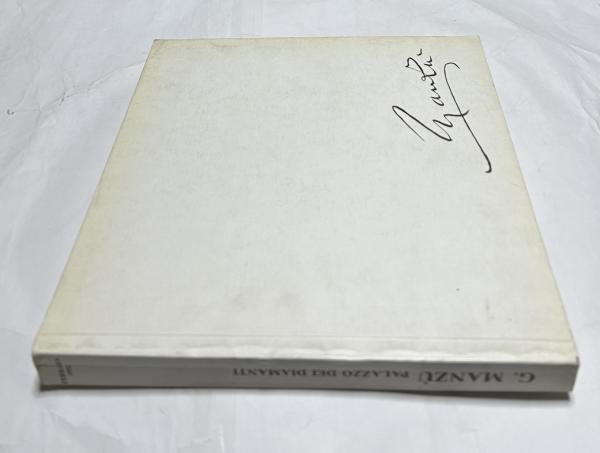 Manzù
G. MANZÙ PALAZZO DEI DIAMANTI